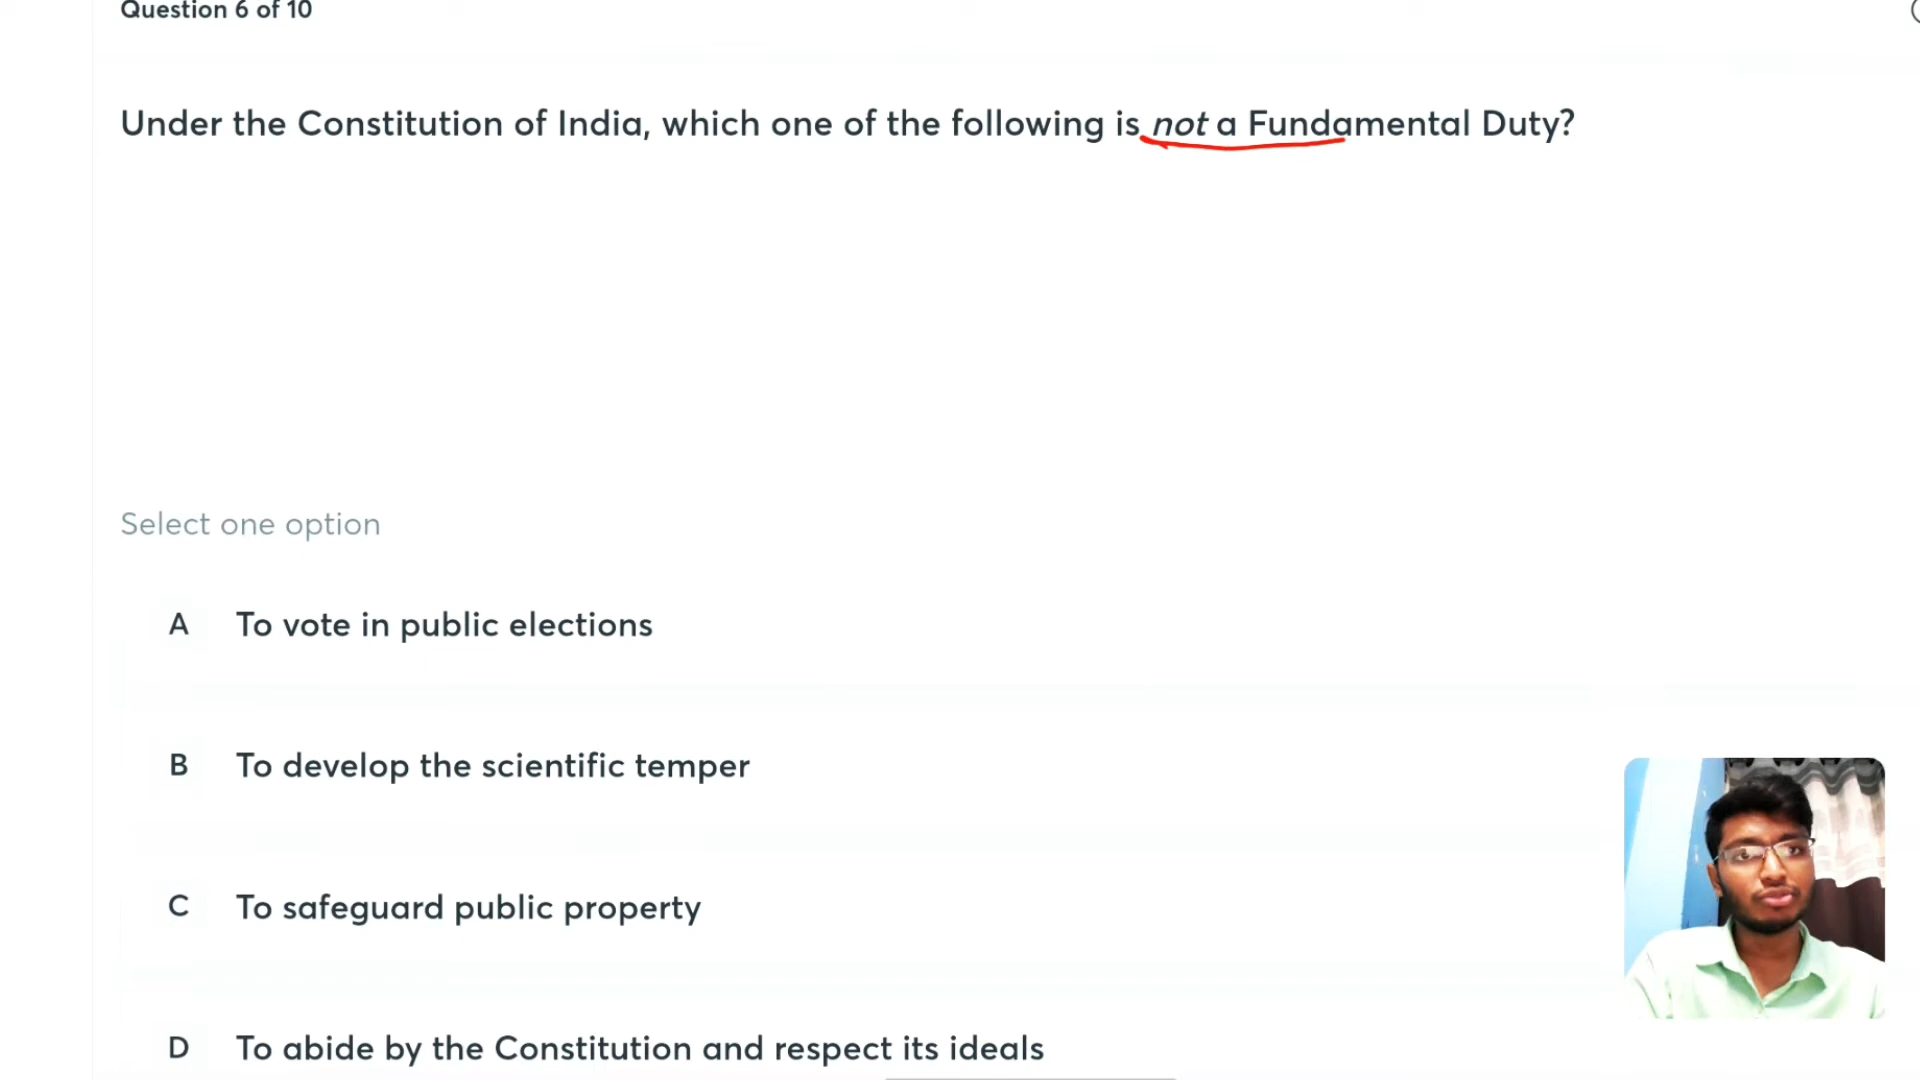 Question 6 of 10
Under the Constitution of India, which one of the following is not a Fundamental Duty?
Select one option
A To vote in public elections
B To develop the scientific temper
C To safeguard public property
D To abide by the Constitution and respect its ideals